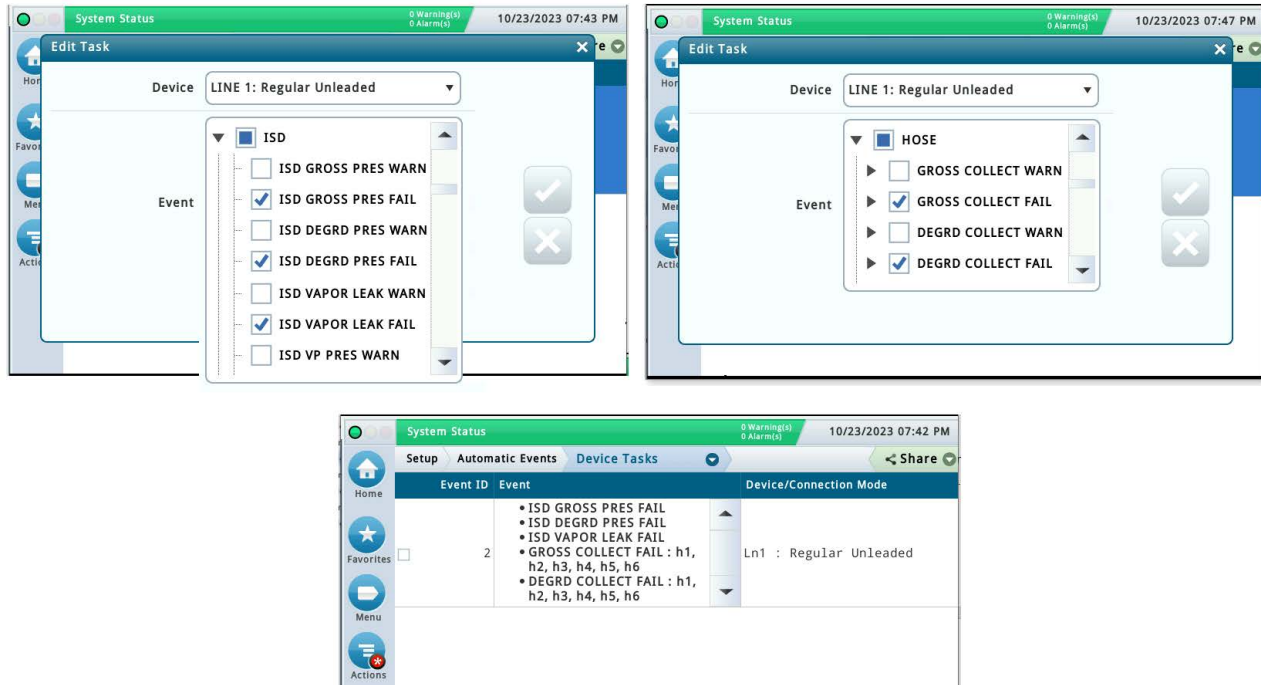 System Status
0 Warning(s)
0 Alarm(s)
10/23/2023 07:43 PM
Edit Task
Device
LINE 1: Regular Unleaded
ISD
ISD GROSS PRES WARN
Event
ISD GROSS PRES FAIL
ISD DEGRD PRES WARN
ISD DEGRD PRES FAIL
ISD VAPOR LEAK WARN
ISD VAPOR LEAK FAIL
ISD VP PRES WARN
System Status
0 Warning(s)
0 Alarm(s)
10/23/2023 07:47 PM
Edit Task
Device
LINE 1: Regular Unleaded
HOSE
GROSS COLLECT WARN
Event
GROSS COLLECT FAIL
DEGRD COLLECT WARN
DEGRD COLLECT FAIL
System Status
0 Warning(s)
0 Alarm(s)
10/23/2023 07:42 PM
Setup Automatic Events Device Tasks
Share
Home
Favorites
Menu
Actions
Event ID Event Device/Connection Mode
2
• ISD GROSS PRES FAIL
• ISD DEGRD PRES FAIL
• ISD VAPOR LEAK FAIL
• GROSS COLLECT FAIL : h1,
h2, h3, h4, h5, h6
• DEGRD COLLECT FAIL : h1,
h2, h3, h4, h5, h6
Ln1 : Regular Unleaded